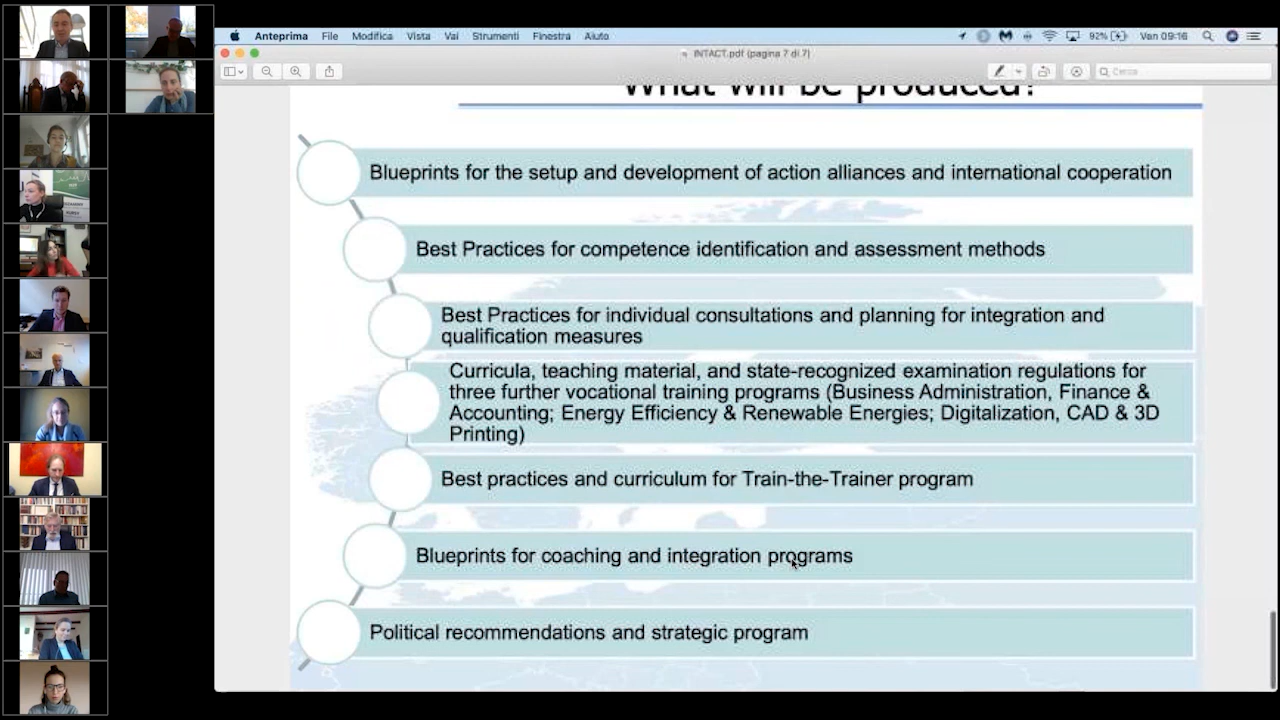 Anteprima File Modifica Vista Vai Strumenti Finestra Aiuto 92% Ven 09:16
INTACT.pdf (pagina 7 di 7)
Cerca
What will be produced?
Blueprints for the setup and development of action alliances and international cooperation
Best Practices for competence identification and assessment methods
Best Practices for individual consultations and planning for integration and
qualification measures
Curricula, teaching material, and state-recognized examination regulations for
three further vocational training programs (Business Administration, Finance &
Accounting; Energy Efficiency & Renewable Energies; Digitalization, CAD & 3D
Printing)
Best practices and curriculum for Train-the-Trainer program
Blueprints for coaching and integration programs
Political recommendations and strategic program